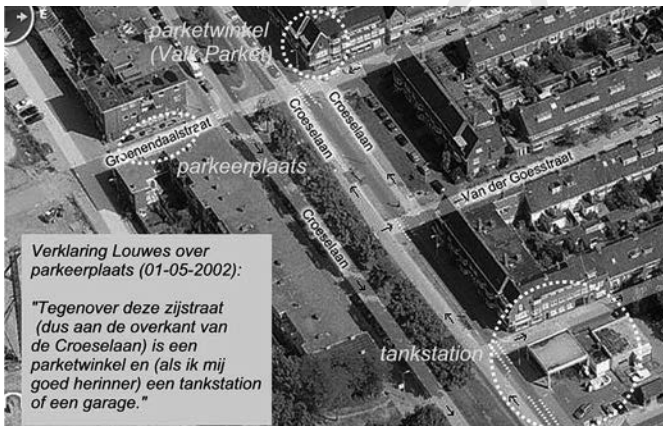 E
parketwinkel
(Valk Parket)
Croeselaan
Croeselaan
Groenendaalstraat
parkeerplaats
Van der Goesstraat
Croeselaan
tankstation
Verklaring Louwes over
parkeerplaats (01-05-2002):
"Tegenover deze zijstraat
(dus aan de overkant van
de Croeselaan) is een
parketwinkel en (als ik mij
goed herinner) een tankstation
of een garage."